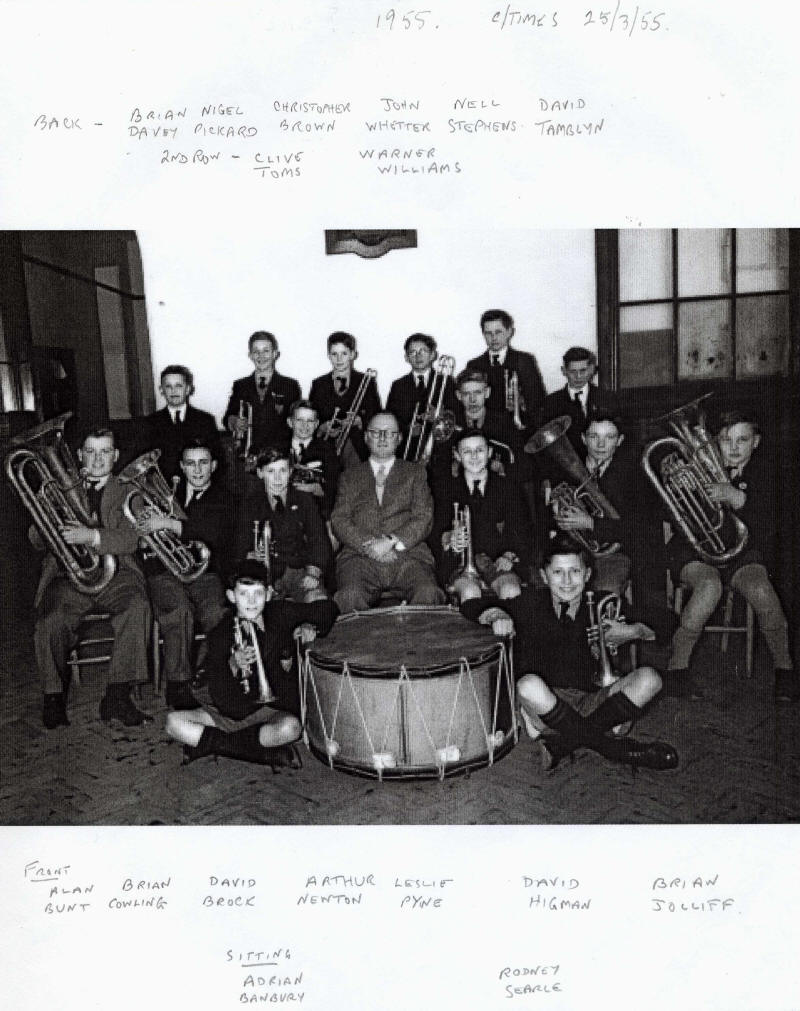 1955. C/TIMES 25/3/55.
BACK - BRIAN NIGEL CHRISTOPHER JOHN NELL DAVID
DAVEY PICKARD BROWN WHETTER STEPHENS. TAMBLYN
2ND ROW - CLIVE WARNER
TOMS WILLIAMS
FRONT
ALAN BRIAN DAVID ARTHUR LESLIE DAVID BRIAN
BUNT COWLING BROCK NEWTON PYNE HIGMAN JOLLIFF.
SITTING
ADRIAN RODNEY
BANBURY SEARLE